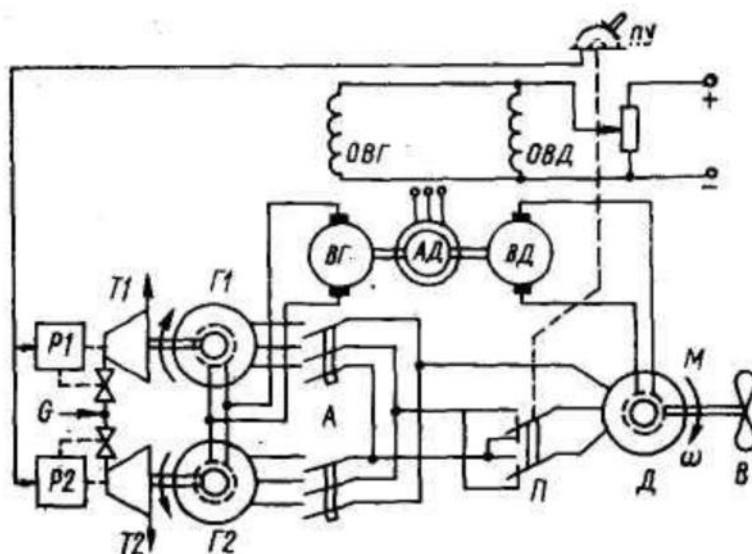 ПУ
+
ОВГ
ОВД
-
Т1
Г1
ВГ
АД
ВД
Р1
М
G
А
Р2
ω
Т2
Г2
П
Д
В